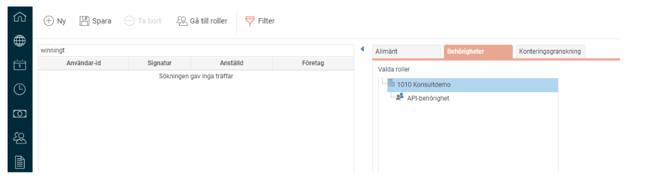 Ny Spara Ta bort Gå till roller Filter
winningt
Användar-id Signatur Anställd Företag
Sökningen gav inga träffar
Allmänt Behörigheter Konteringsgranskning
Valda roller
1010 Konsultdemo
API-behörighet